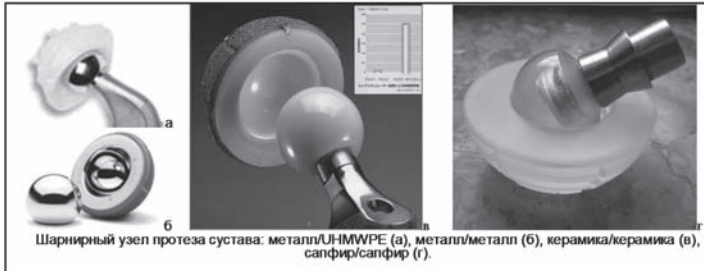 а
б
в
г
Шарнирный узел протеза сустава: металл/UHMWPE (а), металл/металл (б), керамика/керамика (в),
сапфир/сапфир (г).